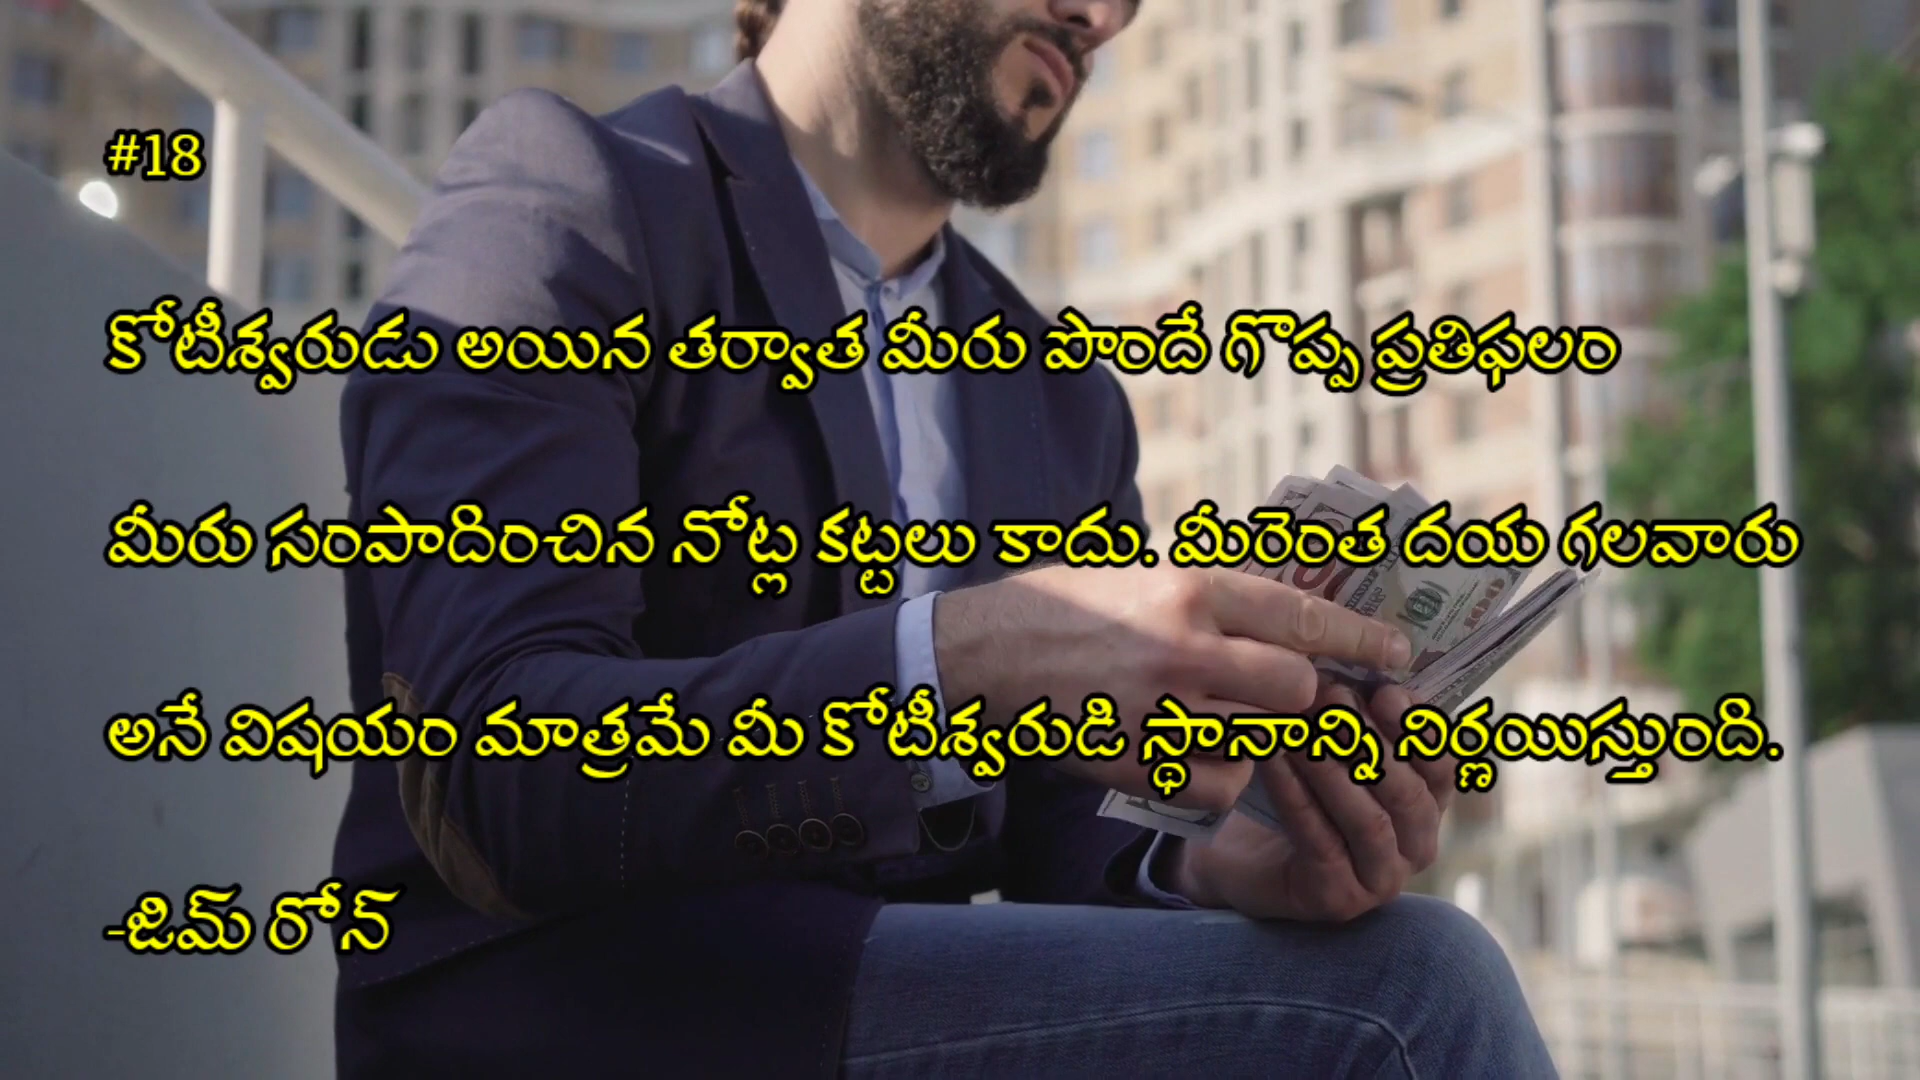 #18
కోటీశ్వరుడు అయిన తర్వాత మీరు పొందే గొప్ప ప్రతిఫలం
మీరు సంపాదించిన నోట్ల కట్టలు కాదు. మీరెంత దయ గలవారు
అనే విషయం మాత్రమే మీ కోటీశ్వరుడి స్థానాన్ని నిర్ణయిస్తుంది.
-జిమ్ రోన్